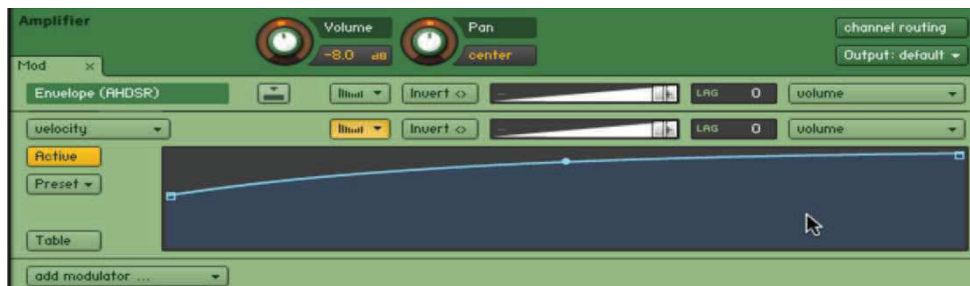 Amplifier
Volume
Pan
channel routing
-8.0 dB
center
Output: default
Mod x
Envelope (AHDSR)
Invert <>
LAG 0
volume
velocity
Invert <>
LAG 0
volume
Active
Preset
Table
add modulator ...